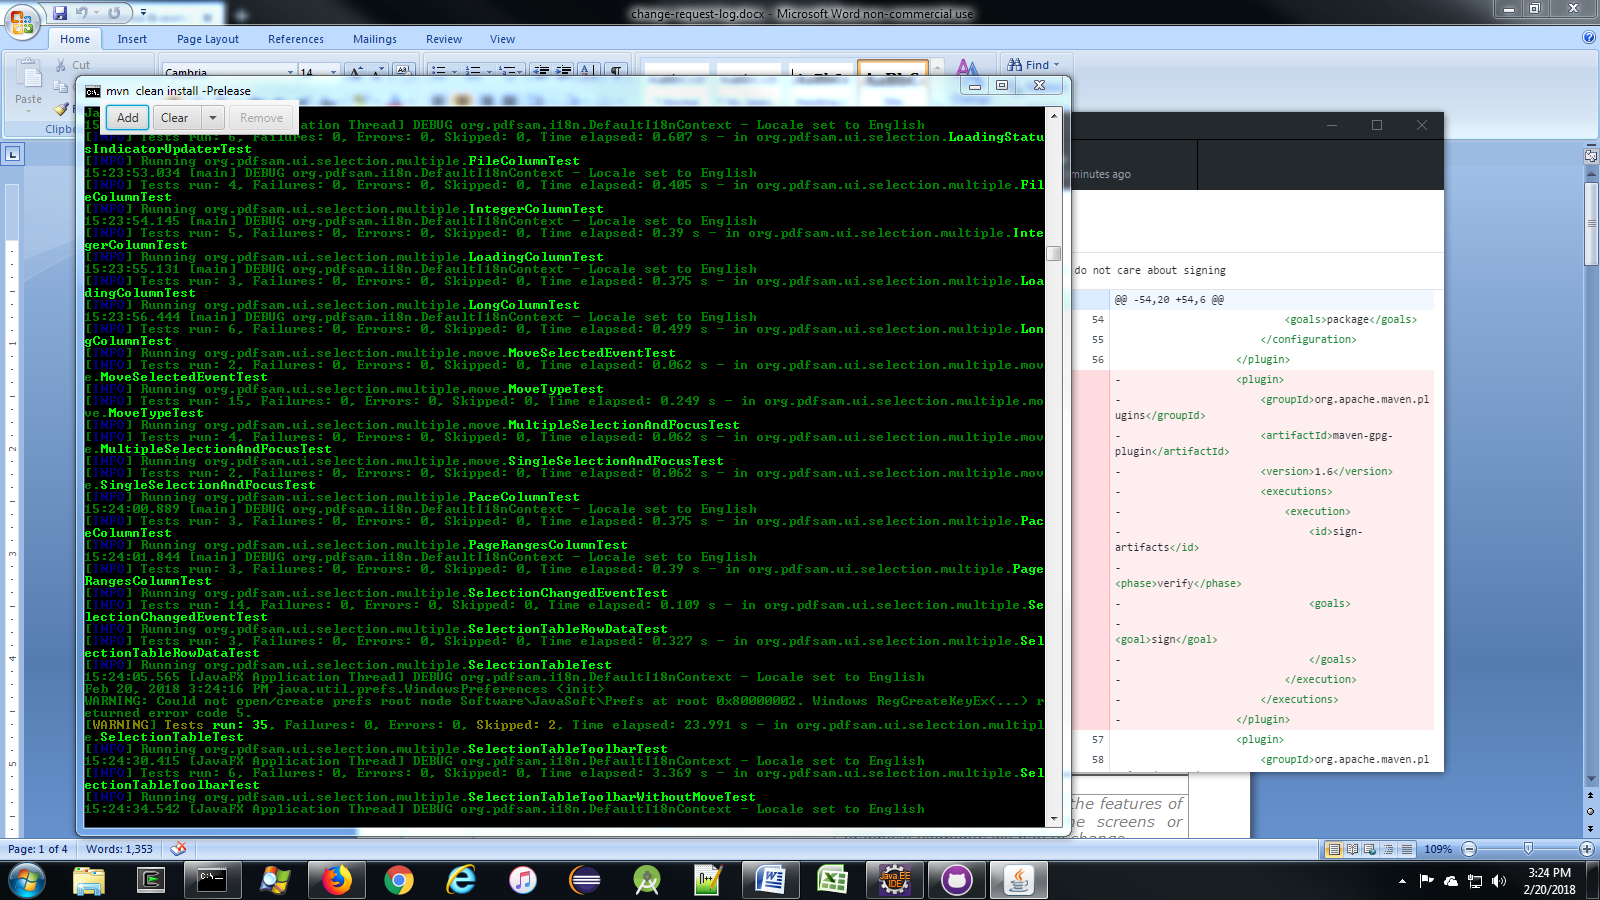 change-request-log.docx - Microsoft Word non-commercial use
Home Insert Page Layout References Mailings Review View
Paste
Cut
Cambria 14
Find
mvn  clean install -Prelease
Add Clear Remove
ication Thread] DEBUG org.pdfsam.i18n.DefaultI18nContext - Locale set to English
Failures: 0, Errors: 0, Skipped: 0, Time elapsed: 0.607 s - in org.pdfsam.ui.selection.LoadingStatu
sIndicatorUpdaterTest
[INFO] Running org.pdfsam.ui.selection.multiple.FileColumnTest
15:23:53.034 [main] DEBUG org.pdfsam.i18n.DefaultI18nContext - Locale set to English
[INFO] Tests run: 4, Failures: 0, Errors: 0, Skipped: 0, Time elapsed: 0.405 s - in org.pdfsam.ui.selection.multiple.Fil
eColumnTest
[INFO] Running org.pdfsam.ui.selection.multiple.IntegerColumnTest
15:23:54.145 [main] DEBUG org.pdfsam.i18n.DefaultI18nContext - Locale set to English
[INFO] Tests run: 5, Failures: 0, Errors: 0, Skipped: 0, Time elapsed: 0.39 s - in org.pdfsam.ui.selection.multiple.Inte
gerColumnTest
[INFO] Running org.pdfsam.ui.selection.multiple.LoadingColumnTest
15:23:55.131 [main] DEBUG org.pdfsam.i18n.DefaultI18nContext - Locale set to English
[INFO] Tests run: 3, Failures: 0, Errors: 0, Skipped: 0, Time elapsed: 0.375 s - in org.pdfsam.ui.selection.multiple.Loa
dingColumnTest
[INFO] Running org.pdfsam.ui.selection.multiple.LongColumnTest
15:23:56.444 [main] DEBUG org.pdfsam.i18n.DefaultI18nContext - Locale set to English
[INFO] Tests run: 6, Failures: 0, Errors: 0, Skipped: 0, Time elapsed: 0.499 s - in org.pdfsam.ui.selection.multiple.Lon
gColumnTest
[INFO] Running org.pdfsam.ui.selection.multiple.move.MoveSelectedEventTest
[INFO] Tests run: 2, Failures: 0, Errors: 0, Skipped: 0, Time elapsed: 0.062 s - in org.pdfsam.ui.selection.multiple.mov
e.MoveSelectedEventTest
[INFO] Running org.pdfsam.ui.selection.multiple.move.MoveTypeTest
[INFO] Tests run: 15, Failures: 0, Errors: 0, Skipped: 0, Time elapsed: 0.249 s - in org.pdfsam.ui.selection.multiple.mo
ve.MoveTypeTest
[INFO] Running org.pdfsam.ui.selection.multiple.move.MultipleSelectionAndFocusTest
[INFO] Tests run: 4, Failures: 0, Errors: 0, Skipped: 0, Time elapsed: 0.062 s - in org.pdfsam.ui.selection.multiple.mov
e.MultipleSelectionAndFocusTest
[INFO] Running org.pdfsam.ui.selection.multiple.move.SingleSelectionAndFocusTest
[INFO] Tests run: 2, Failures: 0, Errors: 0, Skipped: 0, Time elapsed: 0.062 s - in org.pdfsam.ui.selection.multiple.mov
e.SingleSelectionAndFocusTest
[INFO] Running org.pdfsam.ui.selection.multiple.PaceColumnTest
15:24:00.889 [main] DEBUG org.pdfsam.i18n.DefaultI18nContext - Locale set to English
[INFO] Tests run: 3, Failures: 0, Errors: 0, Skipped: 0, Time elapsed: 0.375 s - in org.pdfsam.ui.selection.multiple.Pac
eColumnTest
[INFO] Running org.pdfsam.ui.selection.multiple.PageRangesColumnTest
15:24:01.844 [main] DEBUG org.pdfsam.i18n.DefaultI18nContext - Locale set to English
[INFO] Tests run: 3, Failures: 0, Errors: 0, Skipped: 0, Time elapsed: 0.39 s - in org.pdfsam.ui.selection.multiple.Page
RangesColumnTest
[INFO] Running org.pdfsam.ui.selection.multiple.SelectionChangedEventTest
[INFO] Tests run: 14, Failures: 0, Errors: 0, Skipped: 0, Time elapsed: 0.109 s - in org.pdfsam.ui.selection.multiple.Se
lectionChangedEventTest
[INFO] Running org.pdfsam.ui.selection.multiple.SelectionTableRowDataTest
[INFO] Tests run: 3, Failures: 0, Errors: 0, Skipped: 0, Time elapsed: 0.327 s - in org.pdfsam.ui.selection.multiple.Sel
ectionTableRowDataTest
[INFO] Running org.pdfsam.ui.selection.multiple.SelectionTableTest
15:24:05.565 [JavaFX Application Thread] DEBUG org.pdfsam.i18n.DefaultI18nContext - Locale set to English
Feb 20, 2018 3:24:16 PM java.util.prefs.WindowsPreferences <init>
WARNING: Could not open/create prefs root node Software\JavaSoft\Prefs at root 0x80000002. Windows RegCreateKeyEx(...) r
eturned error code 5.
[WARNING] Tests run: 35, Failures: 0, Errors: 0, Skipped: 2, Time elapsed: 23.991 s - in org.pdfsam.ui.selection.multipl
e.SelectionTableTest
[INFO] Running org.pdfsam.ui.selection.multiple.SelectionTableToolbarTest
15:24:30.415 [JavaFX Application Thread] DEBUG org.pdfsam.i18n.DefaultI18nContext - Locale set to English
[INFO] Tests run: 6, Failures: 0, Errors: 0, Skipped: 0, Time elapsed: 3.369 s - in org.pdfsam.ui.selection.multiple.Sel
ectionTableToolbarTest
[INFO] Running org.pdfsam.ui.selection.multiple.SelectionTableToolbarWithoutMoveTest
15:24:34.542 [JavaFX Application Thread] DEBUG org.pdfsam.i18n.DefaultI18nContext - Locale set to English
minutes ago
do not care about signing
@@ -54,20 +54,6 @@
54 <goals>package</goals>
55 </configuration>
56 </plugin>
- <plugin>
- <groupId>org.apache.maven.pl
ugins</groupId>
- <artifactId>maven-gpg-
plugin</artifactId>
- <version>1.6</version>
- <executions>
- <execution>
- <id>sign-
artifacts</id>
-
<phase>verify</phase>
- <goals>
-
<goal>sign</goal>
- </goals>
- </execution>
- </executions>
- </plugin>
57 <plugin>
58 <groupId>org.apache.maven.pl
the features of
screens or
Page: 1 of 4 Words: 1,353 109%
3:24 PM
2/20/2018